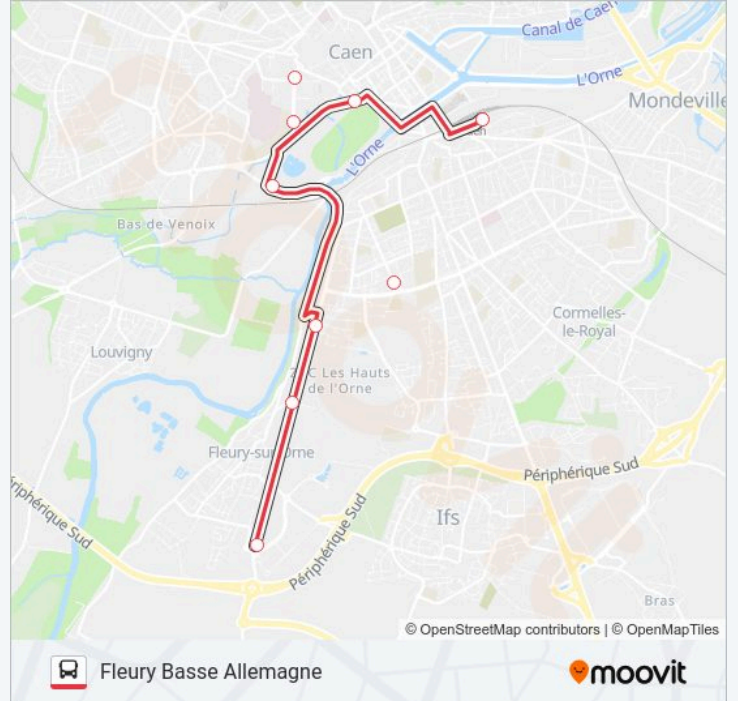 Canal de Caen
Caen
L'Orne
Mondeville
L'Orne
Bas de Venoix
Cormelles-
le-Royal
Louvigny
Les Hauts
de l'Orne
Fleury-sur-Orne
Périphérique Sud
Ifs
Périphérique Sud
Périphérique Sud
Bras
© OpenStreetMap contributors | © OpenMapTiles
Fleury Basse Allemagne
moovit